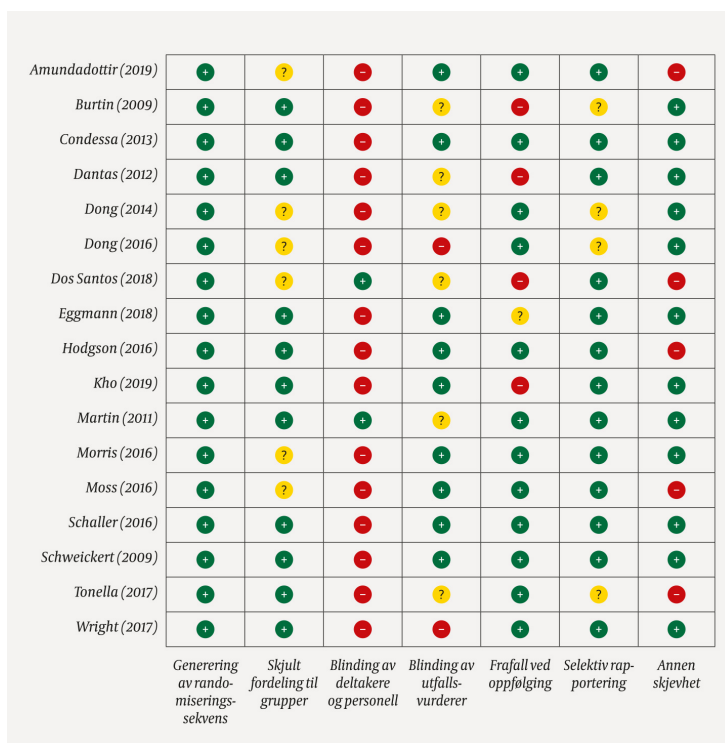 Amundadottir (2019) + ? − + + + −
Burtin (2009) + + − ? − ? +
Condessa (2013) + + − + + + +
Dantas (2012) + + − ? − + +
Dong (2014) + ? − ? + ? +
Dong (2016) + ? − − + ? +
Dos Santos (2018) + ? + ? − + −
Eggmann (2018) + + − + ? + +
Hodgson (2016) + + − + + + −
Kho (2019) + + − + − + +
Martin (2011) + + + ? + + +
Morris (2016) + ? − + + + +
Moss (2016) + ? − + + + −
Schaller (2016) + + − + + + +
Schweickert (2009) + + − + + + +
Tonella (2017) + + − ? + ? −
Wright (2017) + + − − + + +
Generering
av rando-
miserings-
sekvens
Skjult
fordeling til
grupper
Blinding av
deltakere
og personell
Blinding av
utfalls-
vurderer
Frafall ved
oppfølging
Selektiv rap-
portering
Annen
skjevhet